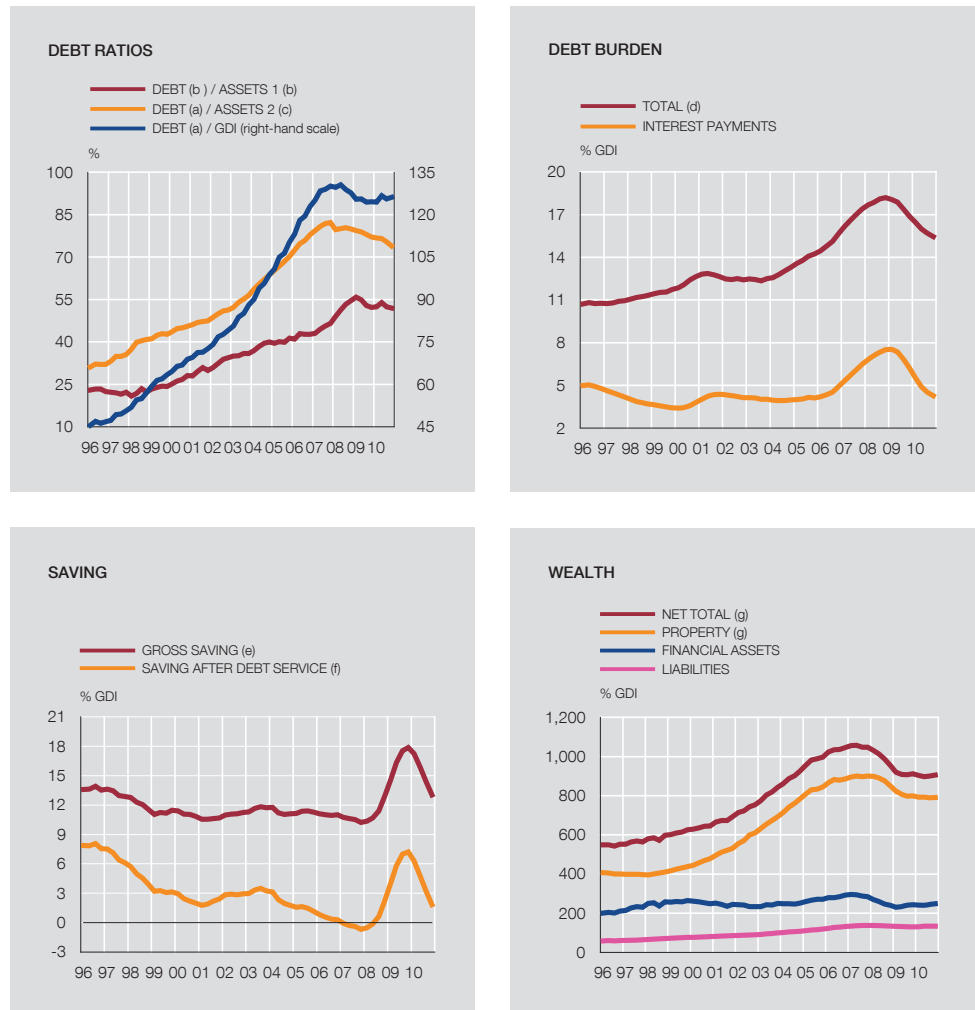 DEBT RATIOS
DEBT (b ) / ASSETS 1 (b)
DEBT (a) / ASSETS 2 (c)
DEBT (a) / GDI (right-hand scale)
%
100 135
85 120
70 105
55 90
40 75
25 60
10 45
96 97 98 99 00 01 02 03 04 05 06 07 08 09 10
DEBT BURDEN
TOTAL (d)
INTEREST PAYMENTS
% GDI
20
17
14
11
8
5
2
96 97 98 99 00 01 02 03 04 05 06 07 08 09 10
SAVING
GROSS SAVING (e)
SAVING AFTER DEBT SERVICE (f)
% GDI
21
18
15
12
9
6
3
0
-3
96 97 98 99 00 01 02 03 04 05 06 07 08 09 10
WEALTH
NET TOTAL (g)
PROPERTY (g)
FINANCIAL ASSETS
LIABILITIES
% GDI
1,200
1,000
800
600
400
200
0
96 97 98 99 00 01 02 03 04 05 06 07 08 09 10